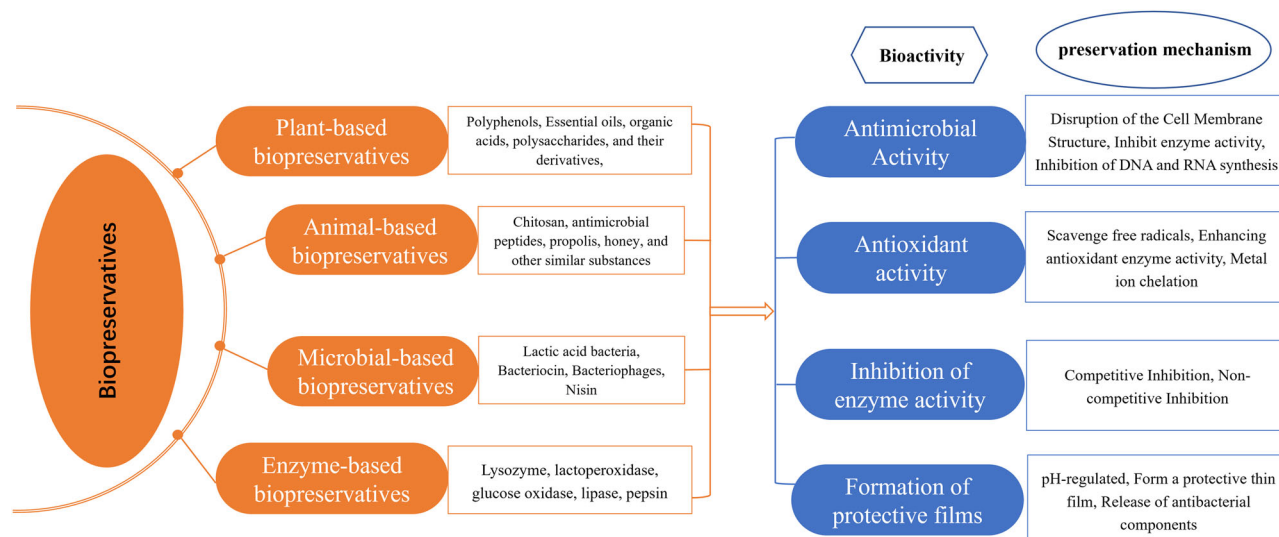 Biopreservatives
Plant-based
biopreservatives
Polyphenols, Essential oils, organic
acids, polysaccharides, and their
derivatives,
Animal-based
biopreservatives
Chitosan, antimicrobial
peptides, propolis, honey, and
other similar substances
Microbial-based
biopreservatives
Lactic acid bacteria,
Bacteriocin, Bacteriophages,
Nisin
Enzyme-based
biopreservatives
Lysozyme, lactoperoxidase,
glucose oxidase, lipase, pepsin
Bioactivity
preservation mechanism
Antimicrobial
Activity
Disruption of the Cell Membrane
Structure, Inhibit enzyme activity,
Inhibition of DNA and RNA synthesis
Antioxidant
activity
Scavenge free radicals, Enhancing
antioxidant enzyme activity, Metal
ion chelation
Inhibition of
enzyme activity
Competitive Inhibition, Non-
competitive Inhibition
Formation of
protective films
pH-regulated, Form a protective thin
film, Release of antibacterial
components